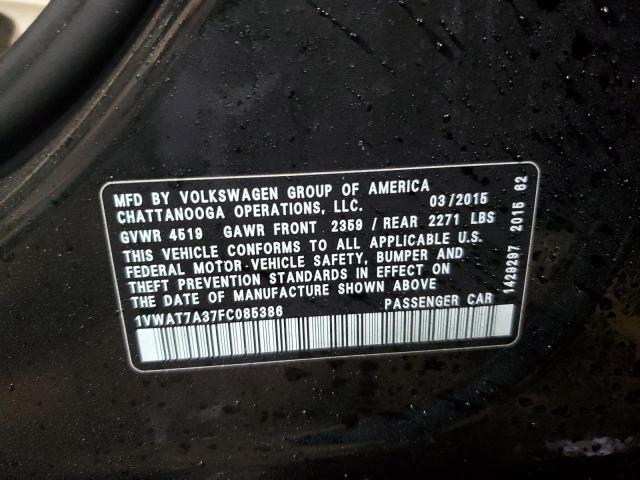 MFD BY VOLKSWAGEN GROUP OF AMERICA
CHATTANOOGA OPERATIONS, LLC. 03/2015
GVWR 4519 GAWR FRONT 2359 / REAR 2271 LBS
THIS VEHICLE CONFORMS TO ALL APPLICABLE U.S.
FEDERAL MOTOR-VEHICLE SAFETY, BUMPER AND
THEFT PREVENTION STANDARDS IN EFFECT ON
THE DATE OF MANUFACTURE SHOWN ABOVE
1VWAT7A37FC085386 PASSENGER CAR
1429297 2015 62